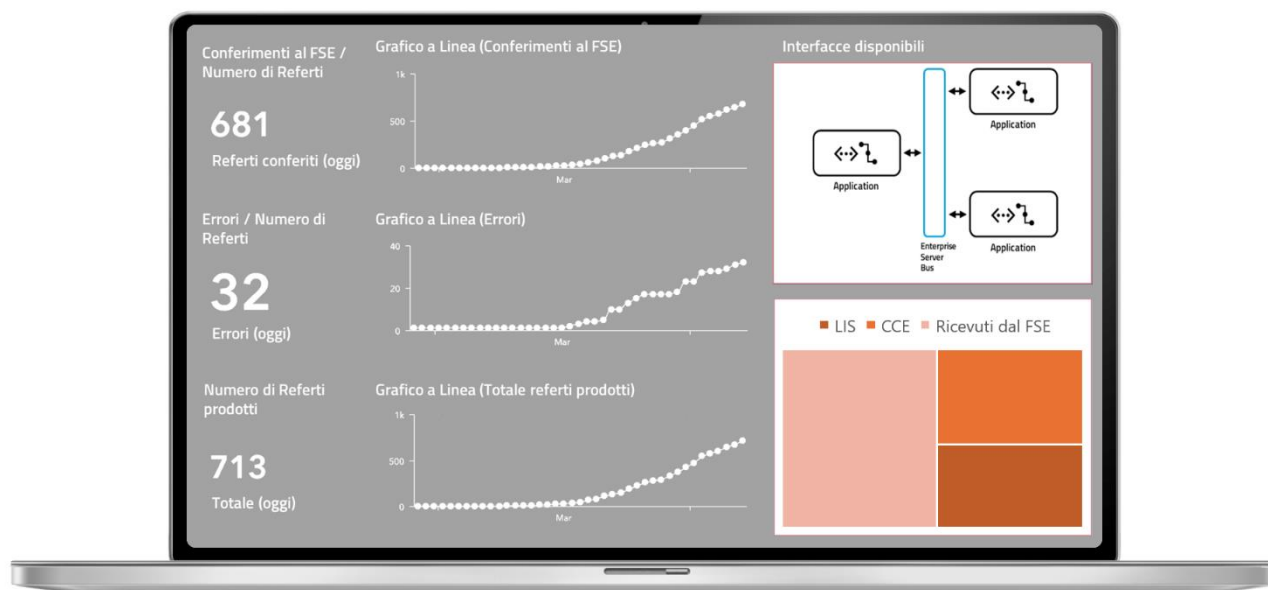 Conferimenti al FSE /
Numero di Referti
681
Referti conferiti (oggi)
Grafico a Linea (Conferimenti al FSE)
1k
500
0
Mar
Errori / Numero di
Referti
32
Errori (oggi)
Grafico a Linea (Errori)
40
20
0
Mar
Numero di Referti
prodotti
713
Totale (oggi)
Grafico a Linea (Totale referti prodotti)
1k
500
0
Mar
Interfacce disponibili
Application
Application
Application
Enterprise
Server
Bus
LIS CCE Ricevuti dal FSE